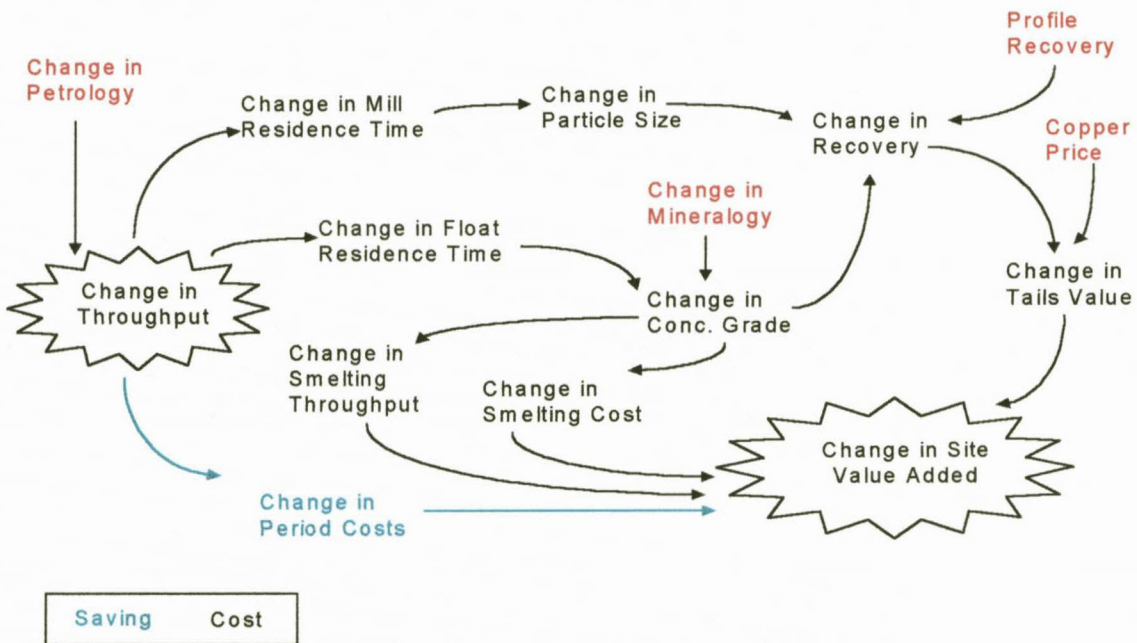 Profile
Recovery
Change in
Petrology
Change in Mill
Residence Time
Change in
Particle Size
Change in
Recovery
Copper
Price
Change in
Mineralogy
Change in Float
Residence Time
Change in
Throughput
Change in
Conc. Grade
Change in
Tails Value
Change in
Smelting
Throughput
Change in
Smelting Cost
Change in Site
Value Added
Change in
Period Costs
Saving Cost